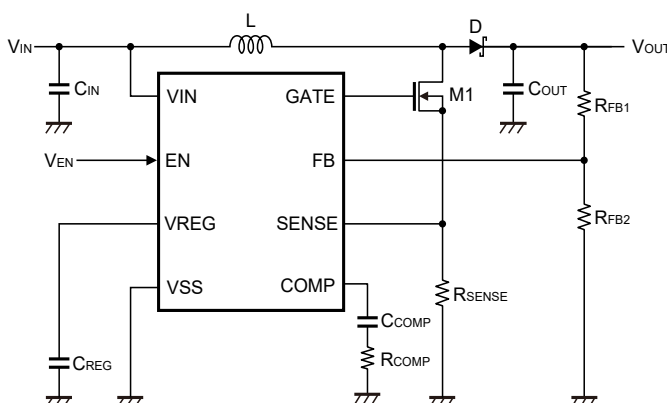 L
D
VIN
VOUT
CIN
VIN
GATE
M1
COUT
RFB1
VEN
EN
FB
VREG
SENSE
RFB2
VSS
COMP
RSENSE
CCOMP
RCOMP
CREG